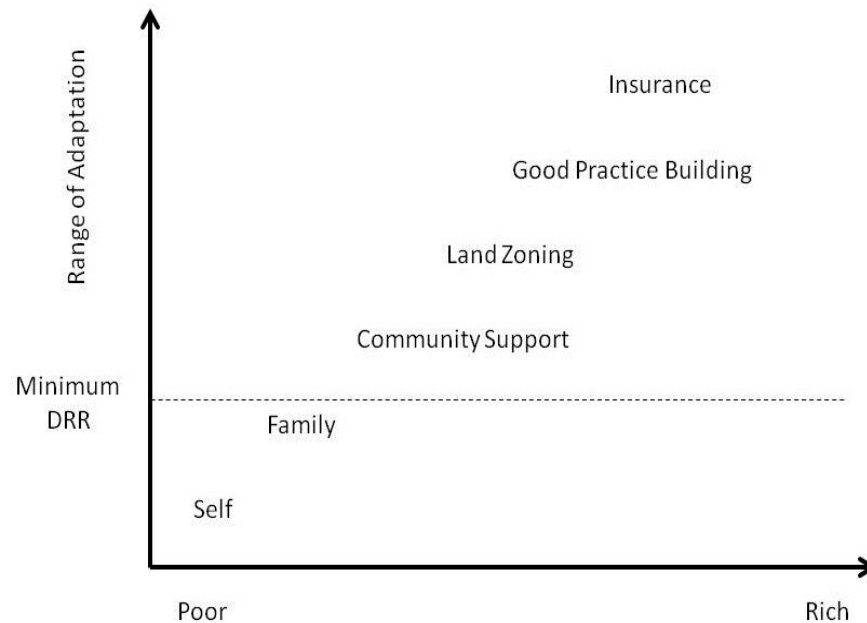 Range of Adaptation
Insurance
Good Practice Building
Land Zoning
Community Support
Minimum
DRR
Family
Self
Poor
Rich